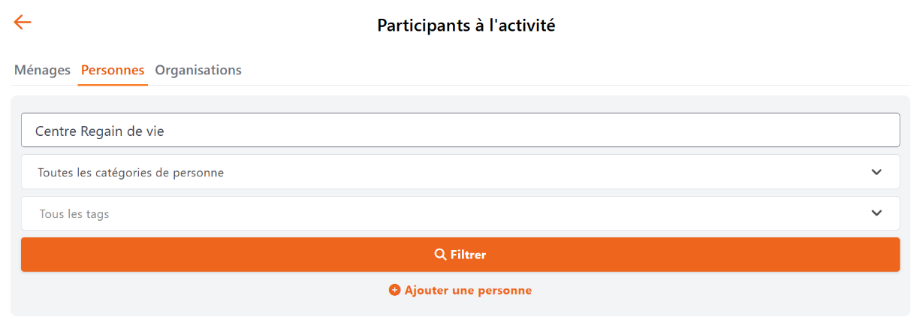 Participants à l'activité
Ménages Personnes Organisations
Centre Regain de vie
Toutes les catégories de personne
Tous les tags
Filtrer
Ajouter une personne